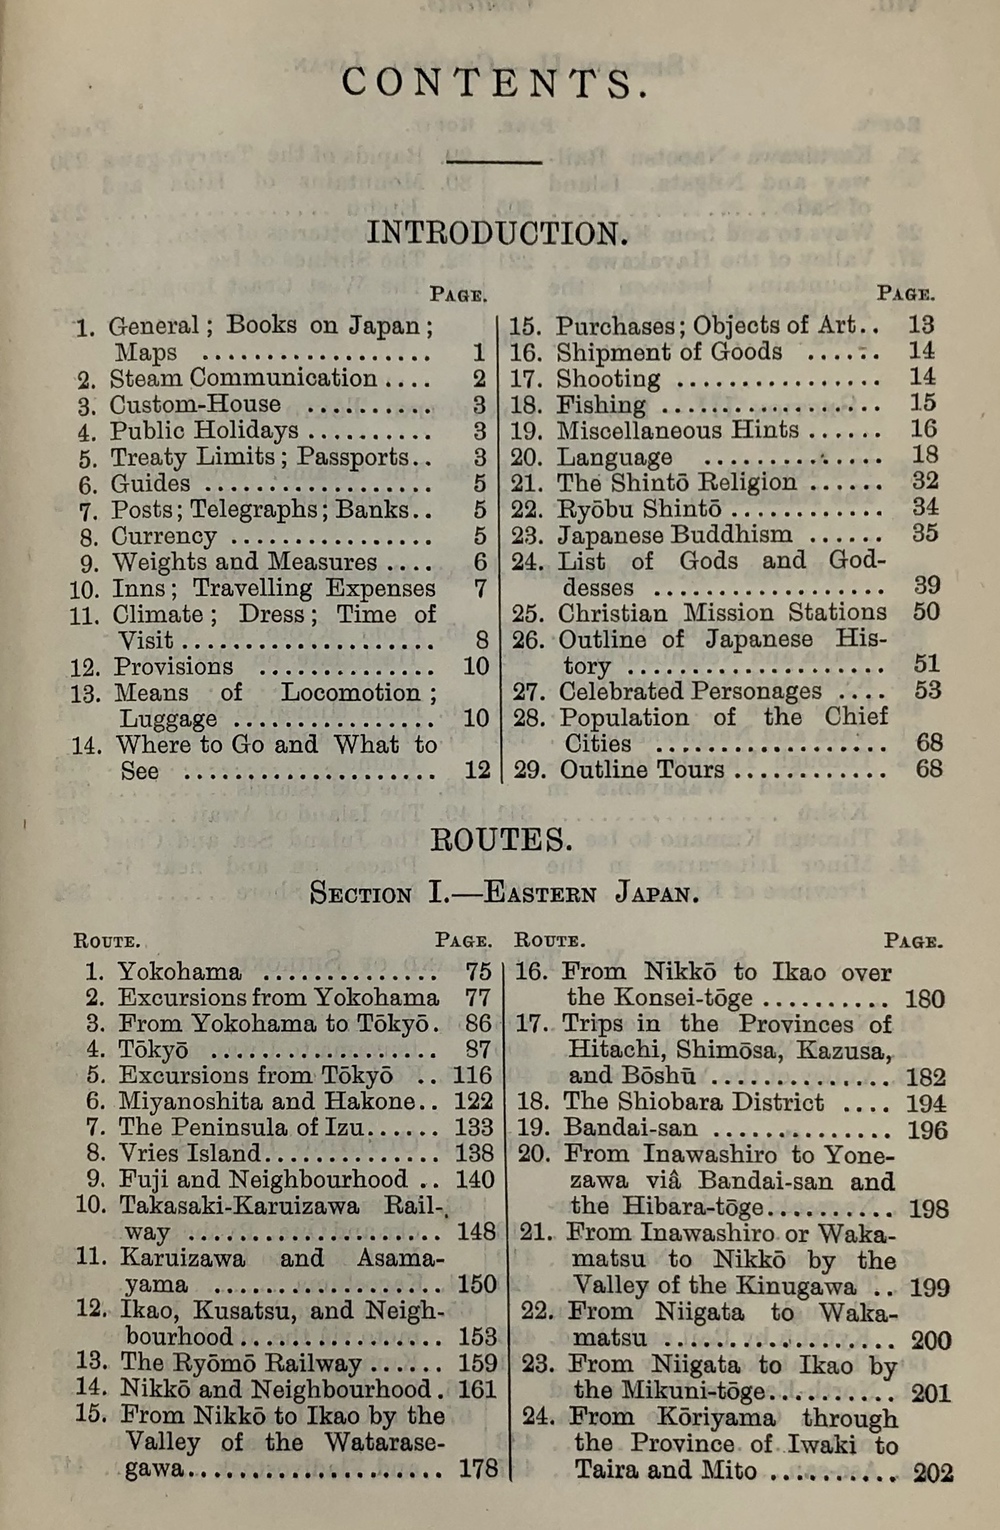 CONTENTS.
INTRODUCTION.
PAGE.
1. General; Books on Japan;
Maps .................. 1
2. Steam Communication .... 2
3. Custom-House .......... 3
4. Public Holidays .......... 3
5. Treaty Limits; Passports.. 3
6. Guides .................. 5
7. Posts; Telegraphs; Banks.. 5
8. Currency ................ 5
9. Weights and Measures .... 6
10. Inns; Travelling Expenses 7
11. Climate; Dress; Time of
Visit .................... 8
12. Provisions .............. 10
13. Means of Locomotion;
Luggage ................ 10
14. Where to Go and What to
See .................... 12
PAGE.
15. Purchases; Objects of Art.. 13
16. Shipment of Goods ...... 14
17. Shooting ................ 14
18. Fishing .................. 15
19. Miscellaneous Hints ...... 16
20. Language .............. 18
21. The Shintō Religion ...... 32
22. Ryōbu Shintō ............ 34
23. Japanese Buddhism ...... 35
24. List of Gods and God-
desses .................. 39
25. Christian Mission Stations 50
26. Outline of Japanese His-
tory .................... 51
27. Celebrated Personages .... 53
28. Population of the Chief
Cities .................. 68
29. Outline Tours ............ 68
ROUTES.
SECTION I.—EASTERN JAPAN.
ROUTE. PAGE.
1. Yokohama .............. 75
2. Excursions from Yokohama 77
3. From Yokohama to Tōkyō. 86
4. Tōkyō .................. 87
5. Excursions from Tōkyō .. 116
6. Miyanoshita and Hakone.. 122
7. The Peninsula of Izu...... 133
8. Vries Island.............. 138
9. Fuji and Neighbourhood .. 140
10. Takasaki-Karuizawa Rail-
way .................... 148
11. Karuizawa and Asama-
yama .................. 150
12. Ikao, Kusatsu, and Neigh-
bourhood ................ 153
13. The Ryōmō Railway ...... 159
14. Nikkō and Neighbourhood. 161
15. From Nikkō to Ikao by the
Valley of the Watarase-
gawa.................... 178
ROUTE. PAGE.
16. From Nikkō to Ikao over
the Konsei-tōge .......... 180
17. Trips in the Provinces of
Hitachi, Shimōsa, Kazusa,
and Bōshū .............. 182
18. The Shiobara District .... 194
19. Bandai-san .............. 196
20. From Inawashiro to Yone-
zawa viâ Bandai-san and
the Hibara-tōge.......... 198
21. From Inawashiro or Waka-
matsu to Nikkō by the
Valley of the Kinugawa .. 199
22. From Niigata to Waka-
matsu .................. 200
23. From Niigata to Ikao by
the Mikuni-tōge.......... 201
24. From Kōriyama through
the Province of Iwaki to
Taira and Mito .......... 202